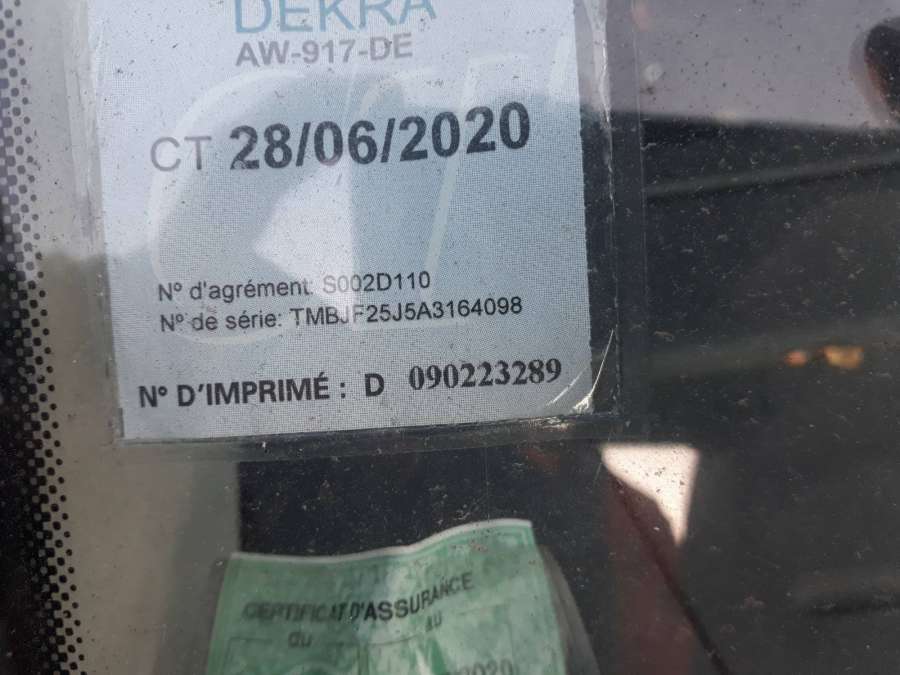 DEKRA
AW-917-DE
CT 28/06/2020
N° d'agrément: S002D110
N° de série: TMBJF25J5A3164098
N° D'IMPRIMÉ : D 090223289
CERTIFICAT D'ASSURANCE
du au
2020